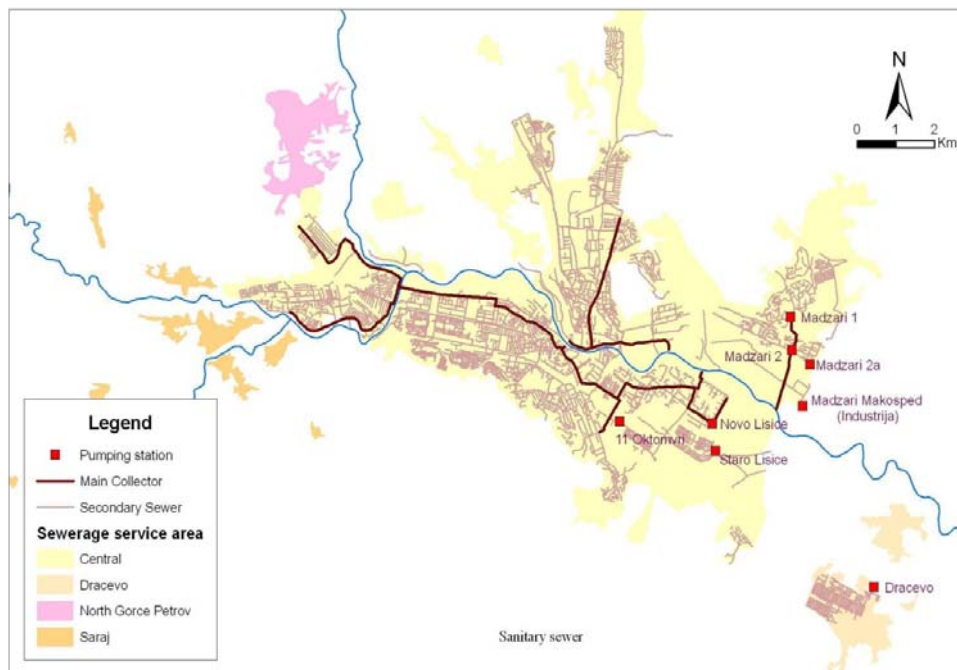 N
0 1 2
Km
Madzari 1
Madzari 2
Madzari 2a
Madzari Makosped
(Industrija)
11 Oktomvri
Novo Lisice
Staro Lisice
Dracevo
Legend
Pumping station
Main Collector
Secondary Sewer
Sewerage service area
Central
Dracevo
North Gorce Petrov
Saraj
Sanitary sewer